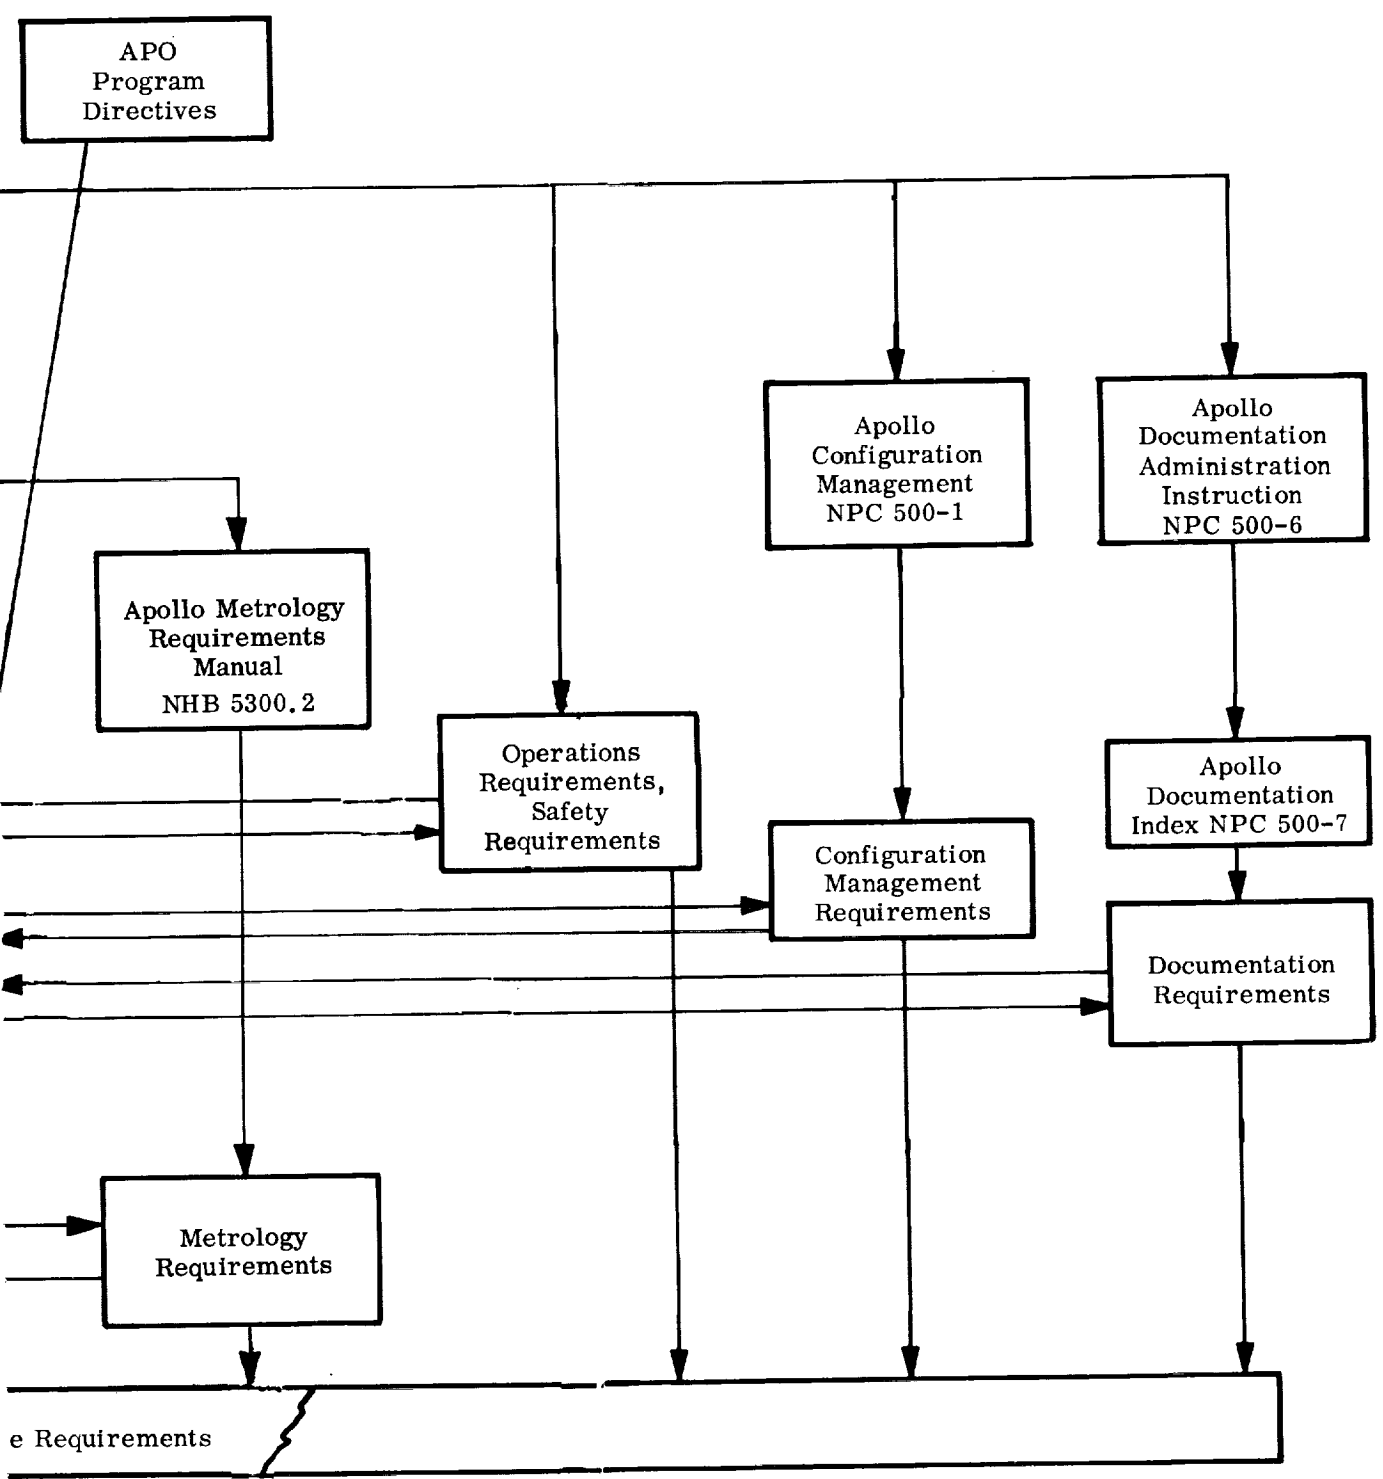 APO
Program
Directives
Apollo
Configuration
Management
NPC 500-1
Apollo
Documentation
Administration
Instruction
NPC 500-6
Apollo Metrology
Requirements
Manual
NHB 5300.2
Operations
Requirements,
Safety
Requirements
Apollo
Documentation
Index NPC 500-7
Configuration
Management
Requirements
Documentation
Requirements
Metrology
Requirements
e Requirements